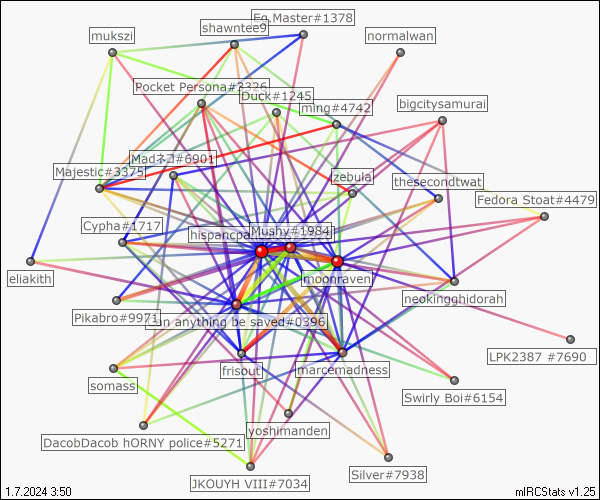 Eg.Master#1378
shawntee9
mukszi
normalwan
Pocket Persona#3326
Duck#1245
ming#4742
bigcitysamurai
Madネコ#6901
Majestic#3375
zebula
thesecondtwat
Fedora Stoat#4479
Cypha#1717
Mushy#1984
moonraven
eliakith
neokingghidorah
Pikabro#9971
can anything be saved#0396
LPK2387 #7690
frisout
marcemadness
somass
Swirly Boi#6154
yoshimanden
DacobDacob hORNY police#5271
Silver#7938
JKOUYH VIII#7034
1.7.2024 3:50
mIRCStats v1.25